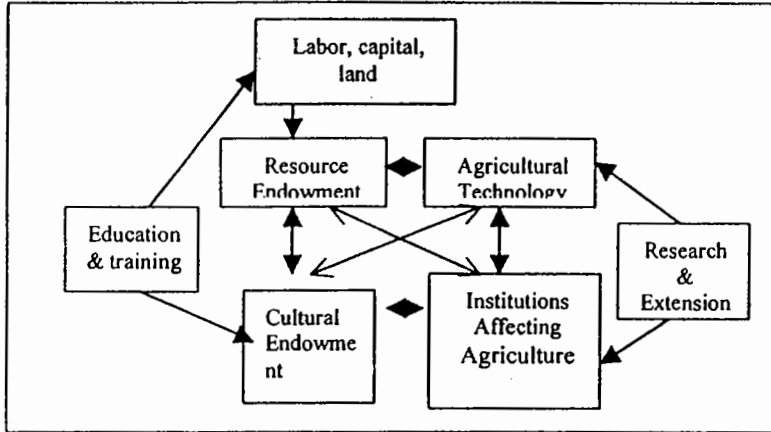 Labor, capital,
land
Resource
Endowment
Agricultural
Technology
Education
& training
Research
&
Extension
Cultural
Endowme
nt
Institutions
Affecting
Agriculture